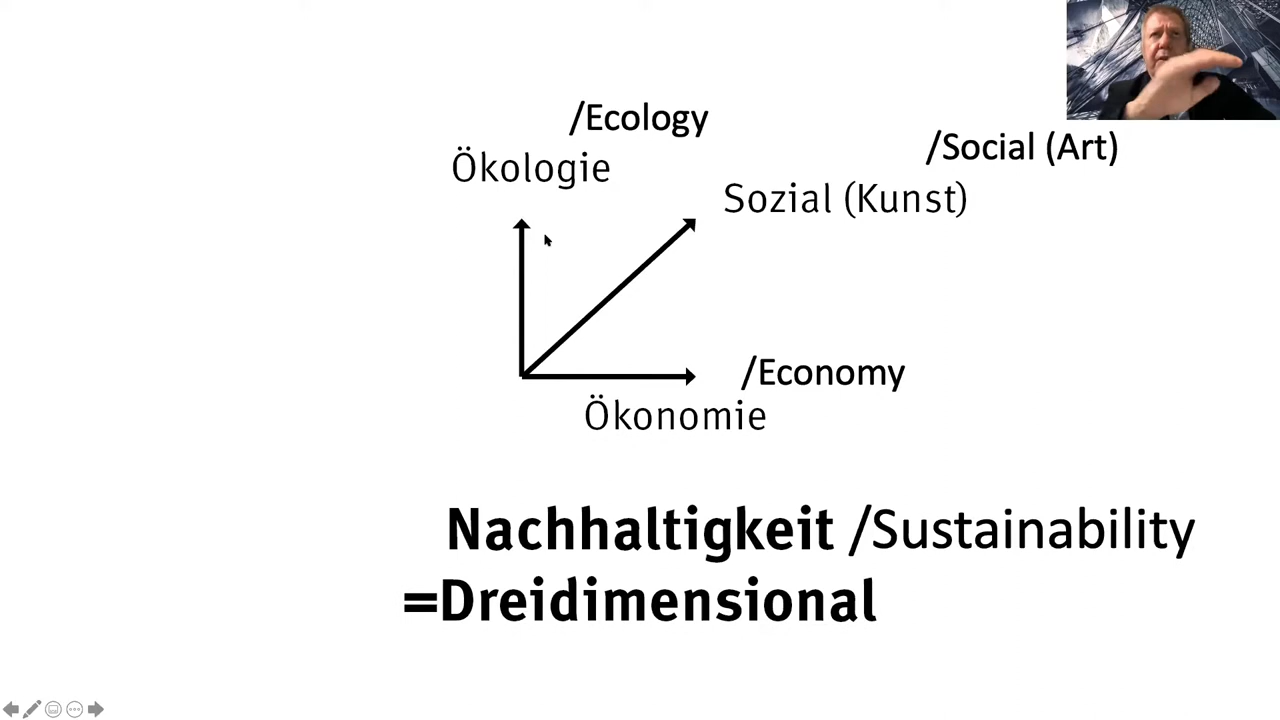 /Ecology
Ökologie
/Social (Art)
Sozial (Kunst)
/Economy
Ökonomie
Nachhaltigkeit /Sustainability
=Dreidimensional